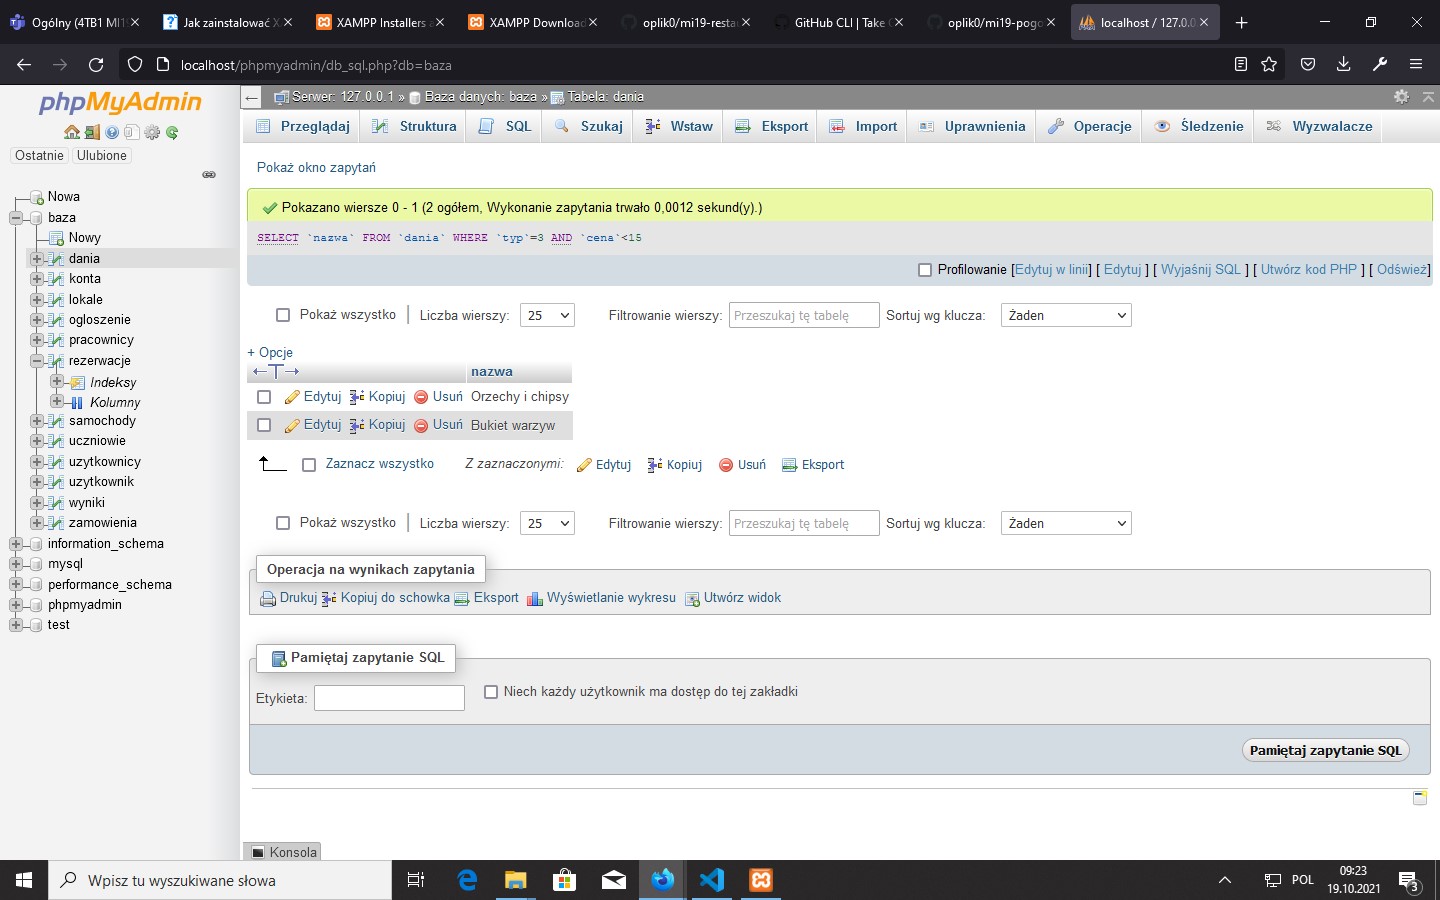 Ogólny (4TB1 MI19
Jak zainstalować X
XAMPP Installers a
XAMPP Download
oplik0/mi19-resta
GitHub CLI | Take G
oplik0/mi19-pogo
localhost / 127.0.0
localhost/phpmyadmin/db_sql.php?db=baza
phpMyAdmin
Serwer: 127.0.0.1 » Baza danych: baza » Tabela: dania
Przeglądaj Struktura SQL Szukaj Wstaw Eksport Import Uprawnienia Operacje Śledzenie Wyzwalacze
Ostatnie Ulubione
Nowa
baza
Nowy
dania
konta
lokale
ogloszenie
pracownicy
rezerwacje
Indeksy
Kolumny
samochody
uczniowie
uzytkownicy
uzytkownik
wyniki
zamowienia
information_schema
mysql
performance_schema
phpmyadmin
test
Pokaż okno zapytań
Pokazano wiersze 0 - 1 (2 ogółem, Wykonanie zapytania trwało 0,0012 sekund(y).)
SELECT `nazwa` FROM `dania` WHERE `typ`=3 AND `cena`<15
Profilowanie [Edytuj w linii] [ Edytuj ] [ Wyjaśnij SQL ] [ Utwórz kod PHP ] [ Odśwież]
Pokaż wszystko Liczba wierszy: 25 Filtrowanie wierszy: Przeszukaj tę tabelę Sortuj wg klucza: Żaden
+ Opcje
←T→ nazwa
Edytuj Kopiuj Usuń Orzechy i chipsy
Edytuj Kopiuj Usuń Bukiet warzyw
Zaznacz wszystko Z zaznaczonymi: Edytuj Kopiuj Usuń Eksport
Pokaż wszystko Liczba wierszy: 25 Filtrowanie wierszy: Przeszukaj tę tabelę Sortuj wg klucza: Żaden
Operacja na wynikach zapytania
Drukuj Kopiuj do schowka Eksport Wyświetlanie wykresu Utwórz widok
Pamiętaj zapytanie SQL
Etykieta: Niech każdy użytkownik ma dostęp do tej zakładki
Pamiętaj zapytanie SQL
Konsola
Wpisz tu wyszukiwane słowa
POL
09:23
19.10.2021
3